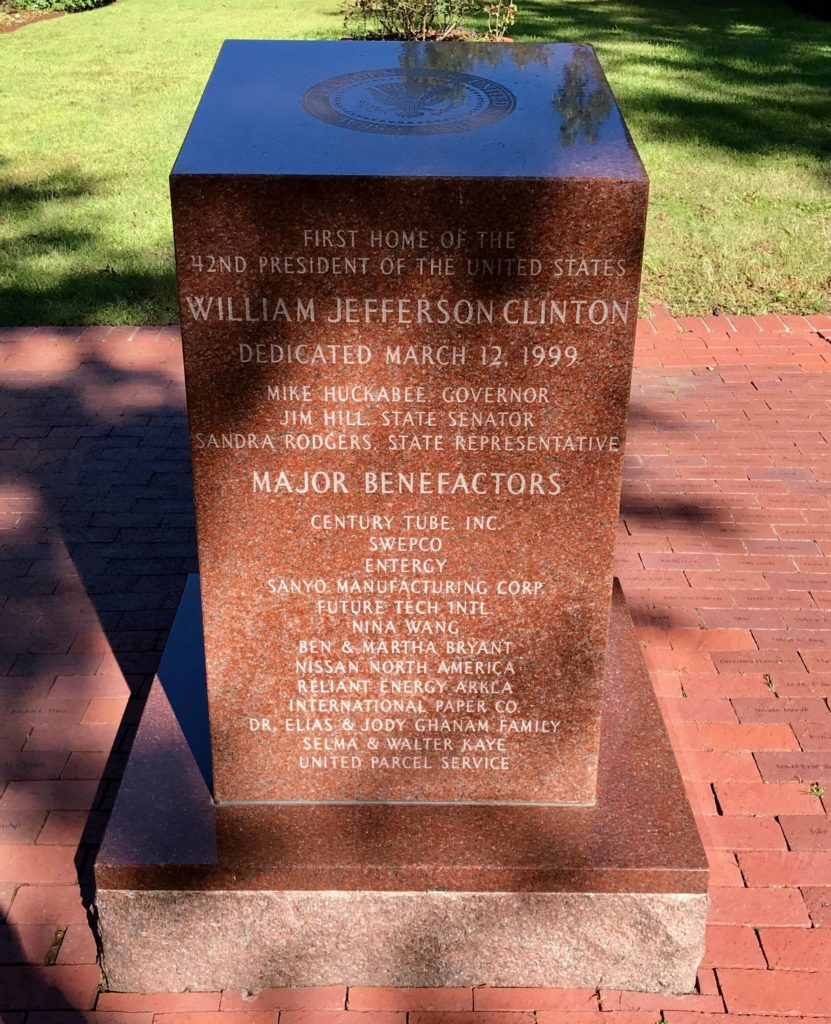 FIRST HOME OF THE
42ND PRESIDENT OF THE UNITED STATES
WILLIAM JEFFERSON CLINTON
DEDICATED MARCH 12, 1999
MIKE HUCKABEE, GOVERNOR
JIM HILL, STATE SENATOR
SANDRA RODGERS, STATE REPRESENTATIVE
MAJOR BENEFACTORS
CENTURY TUBE, INC.
SWEPCO
ENTERGY
SANYO MANUFACTURING CORP.
FUTURE TECH INTL
NINA WANG
BEN & MARTHA BRYANT
NISSAN NORTH AMERICA
RELIANT ENERGY ARKLA
INTERNATIONAL PAPER CO.
DR. ELIAS & JODY GHANAM FAMILY
SELMA & WALTER KAYE
UNITED PARCEL SERVICE